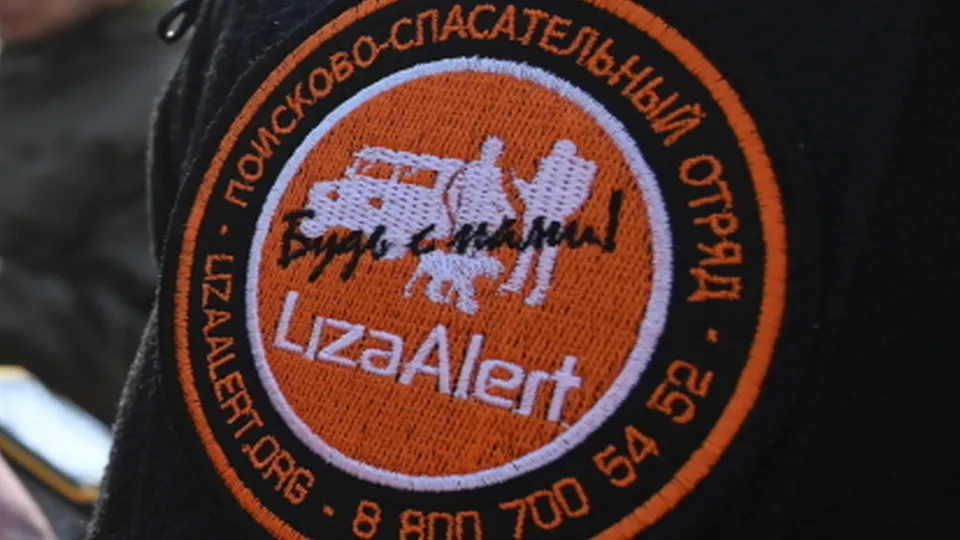 ПОИСКОВО-СПАСАТЕЛЬНЫЙ ОТРЯД -
Будь с нами!
LizaAlert
- LIZAALERT.ORG - 8 800 700 54 52